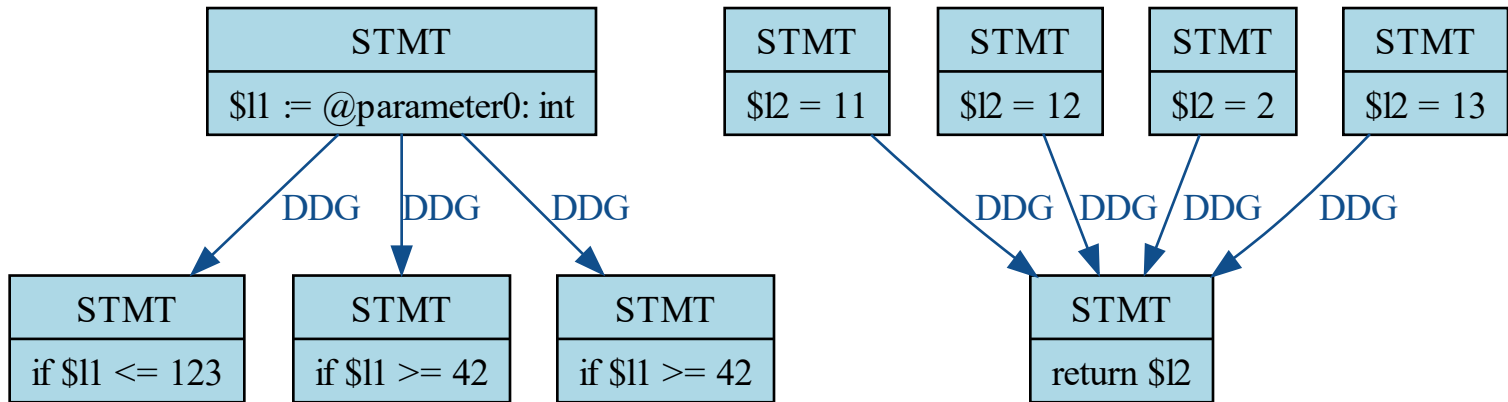 STMT
$l1 := @parameter0: int
STMT
$l2 = 11
STMT
$l2 = 12
STMT
$l2 = 2
STMT
$l2 = 13
DDG
DDG
DDG
DDG
DDG
DDG
DDG
STMT
if $l1 <= 123
STMT
if $l1 >= 42
STMT
if $l1 >= 42
STMT
return $l2